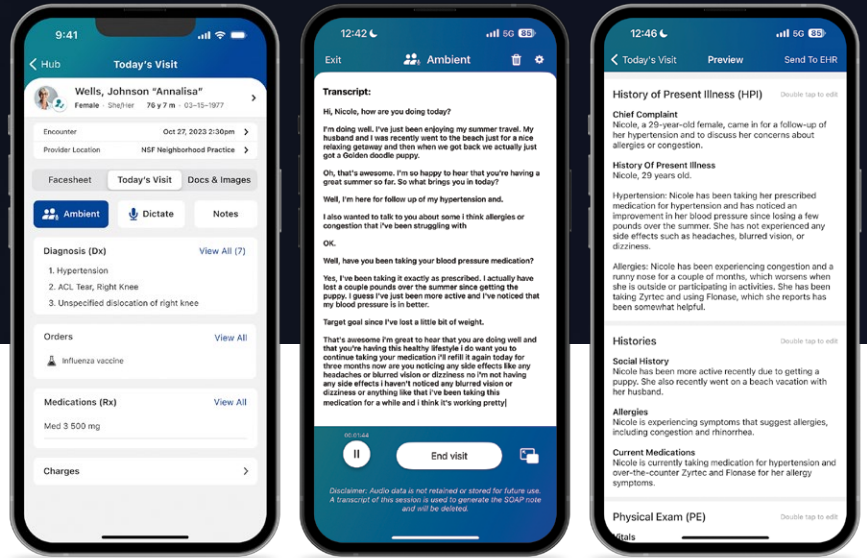 9:41
Hub
Today's Visit
Wells, Johnson "Annalisa"
Female · She/Her 76 y 7 m · 03-15-1977
Encounter Oct 27, 2023 2:30pm
Provider Location NSF Neighborhood Practice
Facesheet Today's Visit Docs & Images
Ambient Dictate Notes
Diagnosis (Dx) View All (7)
1. Hypertension
2. ACL Tear, Right Knee
3. Unspecified dislocation of right knee
Orders View All
Influenza vaccine
Medications (Rx) View All
Med 3 500 mg
Charges
12:42 5G 85
Exit Ambient
Transcript:
Hi, Nicole, how are you doing today?
I'm doing well. I've just been enjoying my summer travel. My
husband and I was recently went to the beach just for a nice
relaxing getaway and then when we got back we actually just
got a Golden doodle puppy.
Oh, that's awesome. I'm so happy to hear that you're having a
great summer so far. So what brings you in today?
Well, I'm here for follow up of my hypertension and.
I also wanted to talk to you about some i think allergies or
congestion that i've been struggling with
OK.
Well, have you been taking your blood pressure medication?
Yes, I've been taking it exactly as prescribed. I actually have
lost a couple pounds over the summer since getting the
puppy. I guess I've just been more active and I've noticed that
my blood pressure is in better.
Target goal since I've lost a little bit of weight.
That's awesome i'm great to hear that you are doing well and
that you're having this healthy lifestyle i do want you to
continue taking your medication i'll refill it again today for
three months now are you noticing any side effects like any
headaches or blurred vision or dizziness no i'm not having
any side effects i haven't noticed any blurred vision or
dizziness or anything like that i've been taking this
medication for a while and i think it's working pretty
00:01:44
End visit
Disclaimer: Audio data is not retained or stored for future use.
A transcript of this session is used to generate the SOAP note
and will be deleted.
12:46 5G 85
Today's Visit Preview Send To EHR
History of Present Illness (HPI) Double tap to edit
Chief Complaint
Nicole, a 29-year-old female, came in for a follow-up of
her hypertension and to discuss her concerns about
allergies or congestion.
History Of Present Illness
Nicole, 29 years old.
Hypertension: Nicole has been taking her prescribed
medication for hypertension and has noticed an
improvement in her blood pressure since losing a few
pounds over the summer. She has not experienced any
side effects such as headaches, blurred vision, or
dizziness.
Allergies: Nicole has been experiencing congestion and a
runny nose for a couple of months, which worsens when
she is outside or participating in activities. She has been
taking Zyrtec and using Flonase, which she reports has
been somewhat helpful.
Histories Double tap to edit
Social History
Nicole has been more active recently due to getting a
puppy. She also recently went on a beach vacation with
her husband.
Allergies
Nicole is experiencing symptoms that suggest allergies,
including congestion and rhinorrhea.
Current Medications
Nicole is currently taking medication for hypertension and
over-the-counter Zyrtec and Flonase for her allergy
symptoms.
Physical Exam (PE) Double tap to edit
Vitals